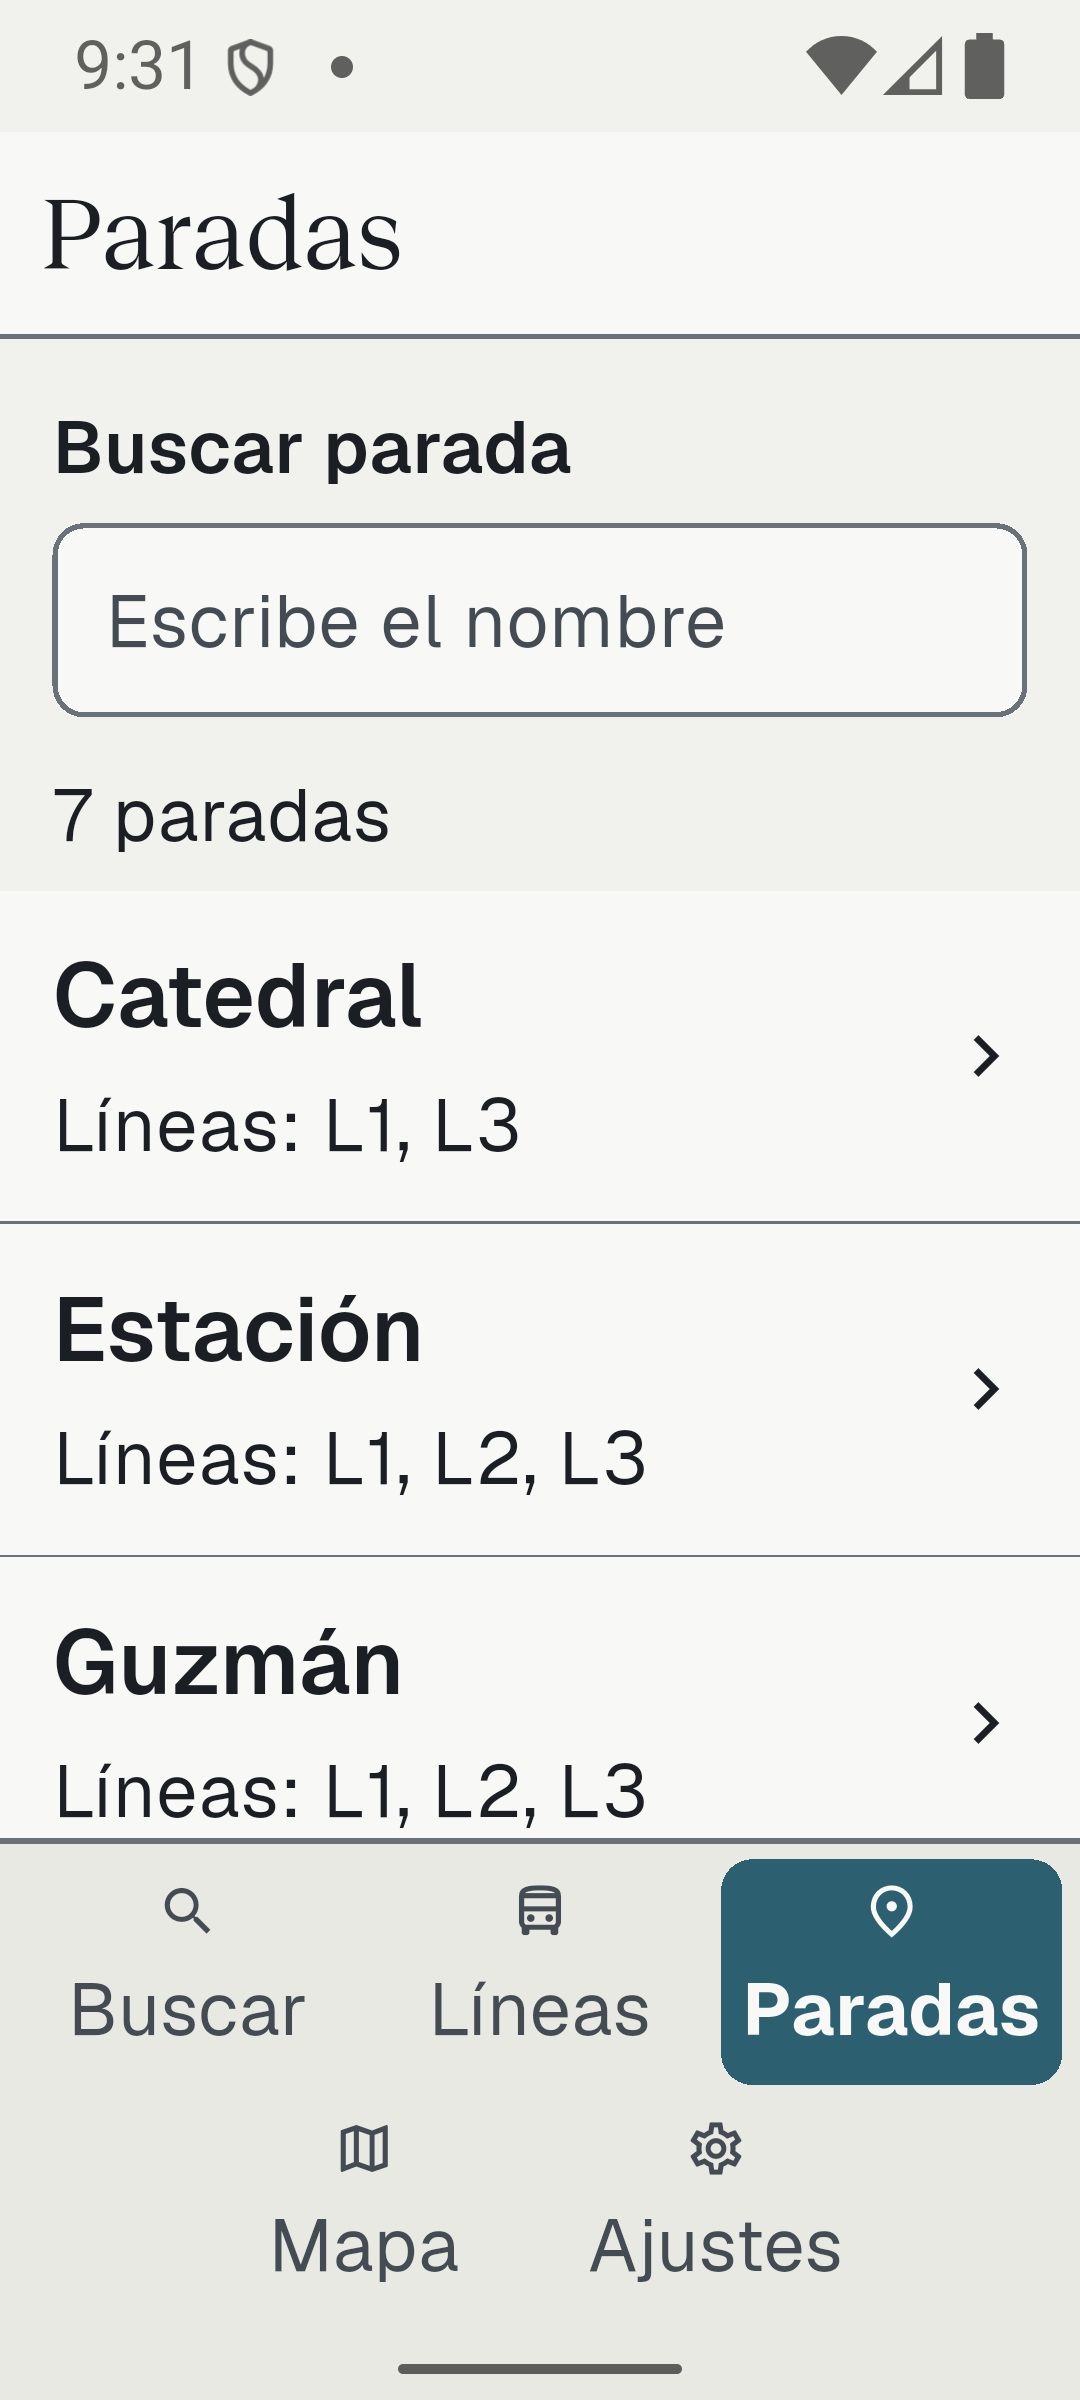 9:31
Paradas
Buscar parada
Escribe el nombre
7 paradas
Catedral
Líneas: L1, L3
Estación
Líneas: L1, L2, L3
Guzmán
Líneas: L1, L2, L3
Buscar
Líneas
Paradas
Mapa
Ajustes